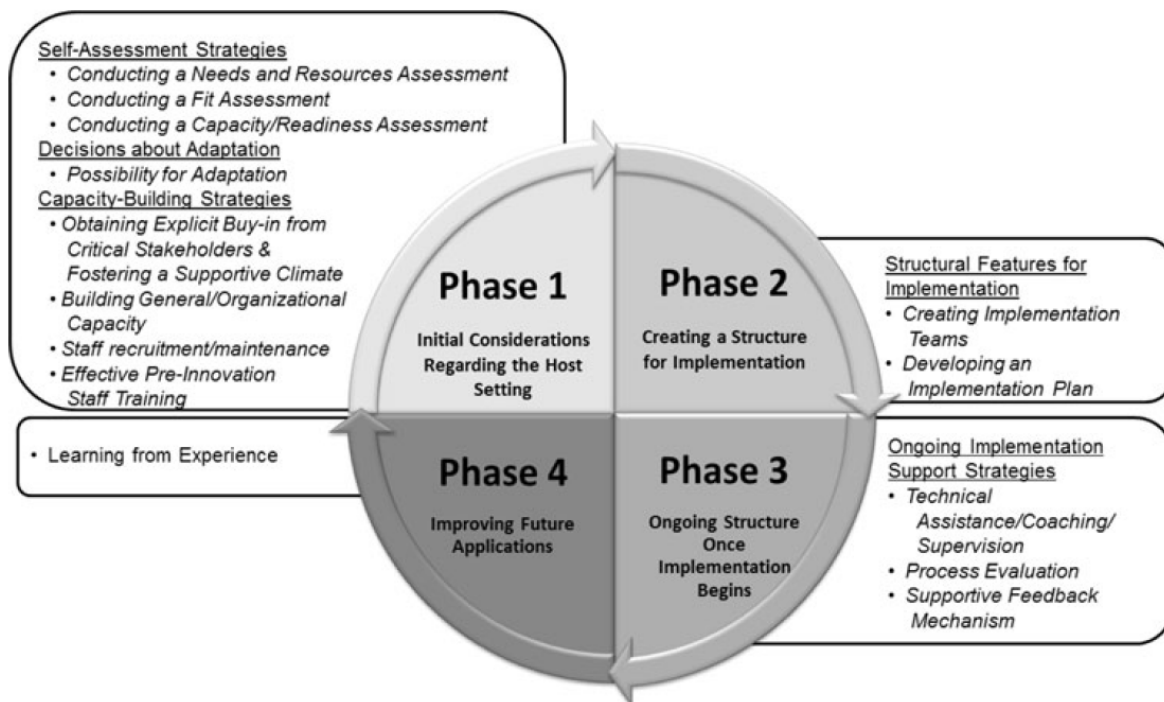 Self-Assessment Strategies
• Conducting a Needs and Resources Assessment
• Conducting a Fit Assessment
• Conducting a Capacity/Readiness Assessment
Decisions about Adaptation
• Possibility for Adaptation
Capacity-Building Strategies
• Obtaining Explicit Buy-in from
Critical Stakeholders &
Fostering a Supportive Climate
• Building General/Organizational
Capacity
• Staff recruitment/maintenance
• Effective Pre-Innovation
Staff Training
Phase 1
Initial Considerations
Regarding the Host
Setting
Phase 2
Creating a Structure
for Implementation
Structural Features for
Implementation
• Creating Implementation
Teams
• Developing an
Implementation Plan
• Learning from Experience
Phase 4
Improving Future
Applications
Phase 3
Ongoing Structure
Once
Implementation
Begins
Ongoing Implementation
Support Strategies
• Technical
Assistance/Coaching/
Supervision
• Process Evaluation
• Supportive Feedback
Mechanism